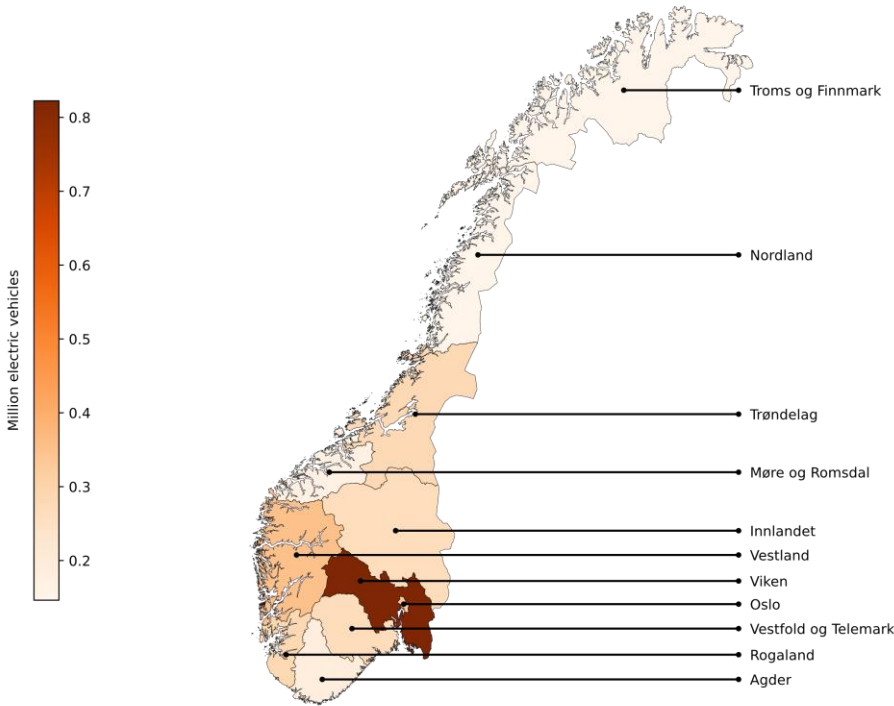 Million electric vehicles
0.8
0.7
0.6
0.5
0.4
0.3
0.2
Troms og Finnmark
Nordland
Trøndelag
Møre og Romsdal
Innlandet
Vestland
Viken
Oslo
Vestfold og Telemark
Rogaland
Agder